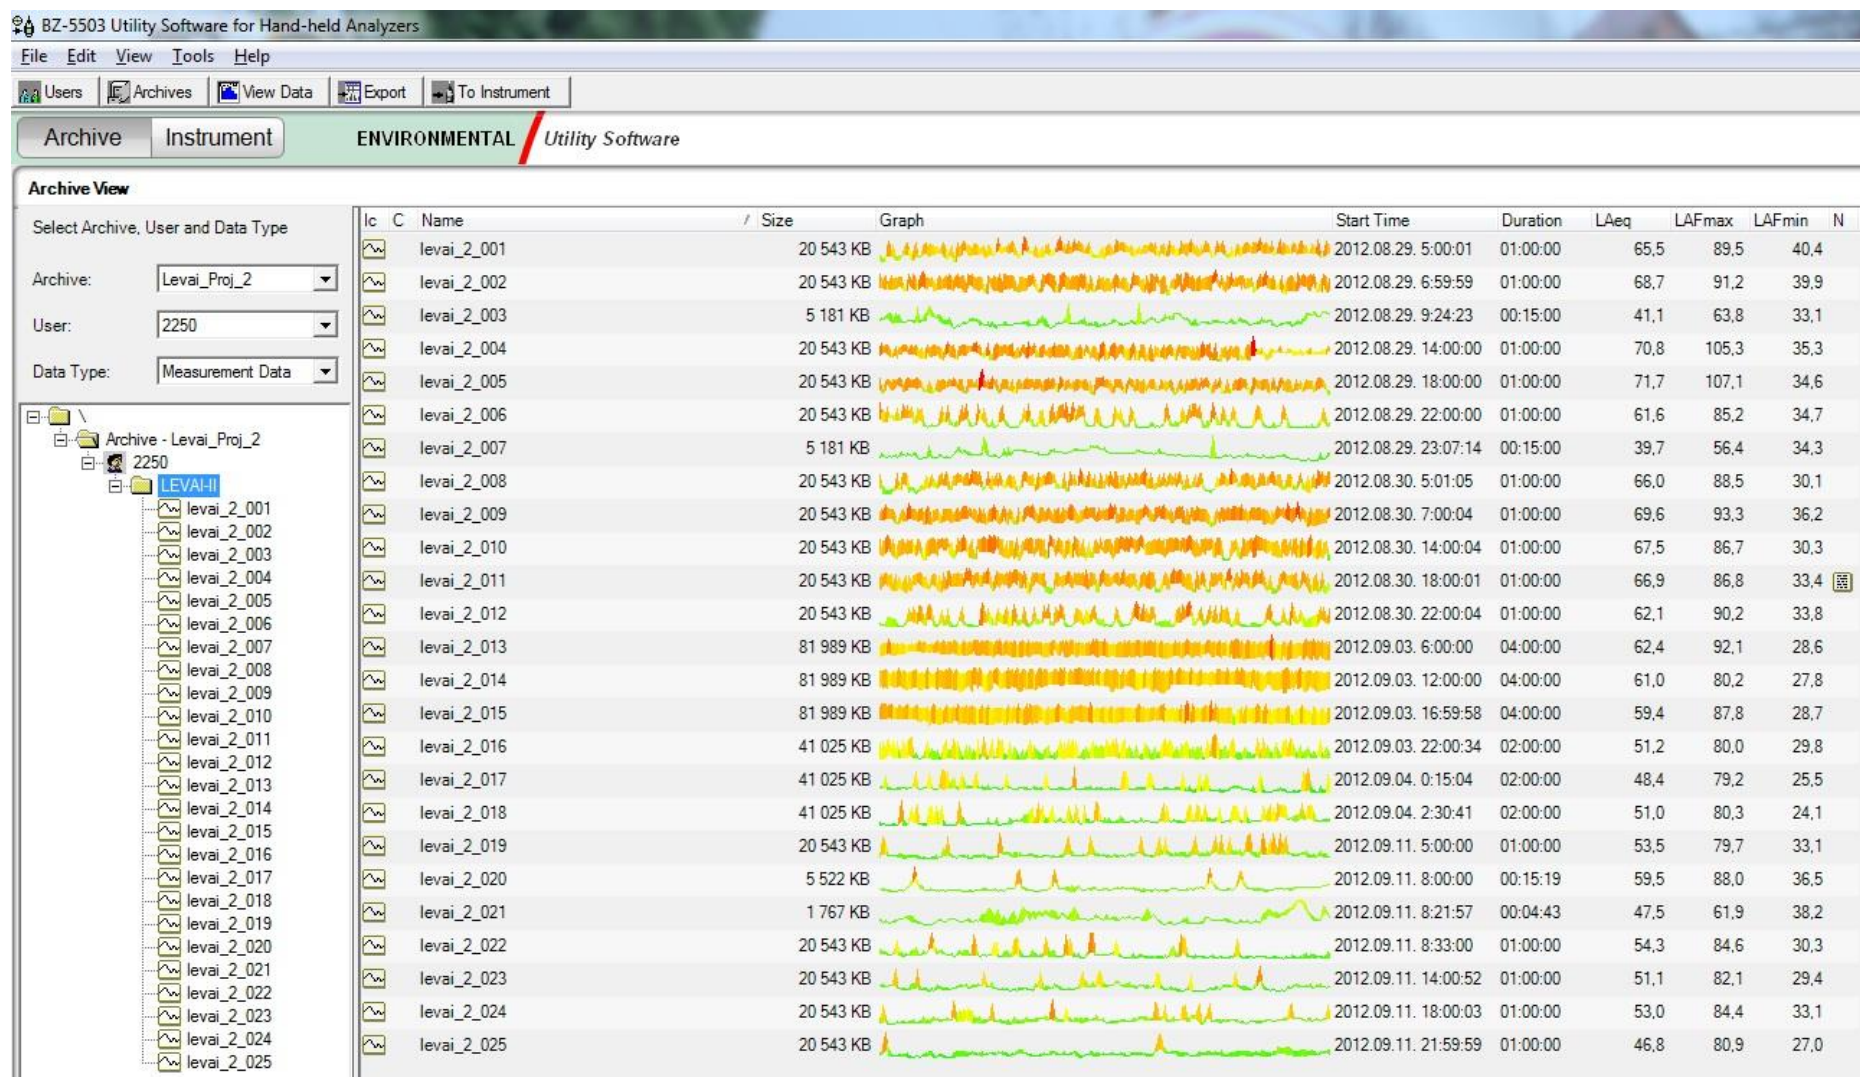 BZ-5503 Utility Software for Hand-held Analyzers
File Edit View Tools Help
Users Archives View Data Export To Instrument
Archive Instrument ENVIRONMENTAL Utility Software
Archive View
Select Archive, User and Data Type
Archive: Levai_Proj_2
User: 2250
Data Type: Measurement Data
\
Archive - Levai_Proj_2
2250
LEVAI-II
levai_2_001
levai_2_002
levai_2_003
levai_2_004
levai_2_005
levai_2_006
levai_2_007
levai_2_008
levai_2_009
levai_2_010
levai_2_011
levai_2_012
levai_2_013
levai_2_014
levai_2_015
levai_2_016
levai_2_017
levai_2_018
levai_2_019
levai_2_020
levai_2_021
levai_2_022
levai_2_023
levai_2_024
levai_2_025
Ic C Name / Size Graph Start Time Duration LAeq LAFmax LAFmin N
levai_2_001 20 543 KB 2012.08.29. 5:00:01 01:00:00 65,5 89,5 40,4
levai_2_002 20 543 KB 2012.08.29. 6:59:59 01:00:00 68,7 91,2 39,9
levai_2_003 5 181 KB 2012.08.29. 9:24:23 00:15:00 41,1 63,8 33,1
levai_2_004 20 543 KB 2012.08.29. 14:00:00 01:00:00 70,8 105,3 35,3
levai_2_005 20 543 KB 2012.08.29. 18:00:00 01:00:00 71,7 107,1 34,6
levai_2_006 20 543 KB 2012.08.29. 22:00:00 01:00:00 61,6 85,2 34,7
levai_2_007 5 181 KB 2012.08.29. 23:07:14 00:15:00 39,7 56,4 34,3
levai_2_008 20 543 KB 2012.08.30. 5:01:05 01:00:00 66,0 88,5 30,1
levai_2_009 20 543 KB 2012.08.30. 7:00:04 01:00:00 69,6 93,3 36,2
levai_2_010 20 543 KB 2012.08.30. 14:00:04 01:00:00 67,5 86,7 30,3
levai_2_011 20 543 KB 2012.08.30. 18:00:01 01:00:00 66,9 86,8 33,4
levai_2_012 20 543 KB 2012.08.30. 22:00:04 01:00:00 62,1 90,2 33,8
levai_2_013 81 989 KB 2012.09.03. 6:00:00 04:00:00 62,4 92,1 28,6
levai_2_014 81 989 KB 2012.09.03. 12:00:00 04:00:00 61,0 80,2 27,8
levai_2_015 81 989 KB 2012.09.03. 16:59:58 04:00:00 59,4 87,8 28,7
levai_2_016 41 025 KB 2012.09.03. 22:00:34 02:00:00 51,2 80,0 29,8
levai_2_017 41 025 KB 2012.09.04. 0:15:04 02:00:00 48,4 79,2 25,5
levai_2_018 41 025 KB 2012.09.04. 2:30:41 02:00:00 51,0 80,3 24,1
levai_2_019 20 543 KB 2012.09.11. 5:00:00 01:00:00 53,5 79,7 33,1
levai_2_020 5 522 KB 2012.09.11. 8:00:00 00:15:19 59,5 88,0 36,5
levai_2_021 1 767 KB 2012.09.11. 8:21:57 00:04:43 47,5 61,9 38,2
levai_2_022 20 543 KB 2012.09.11. 8:33:00 01:00:00 54,3 84,6 30,3
levai_2_023 20 543 KB 2012.09.11. 14:00:52 01:00:00 51,1 82,1 29,4
levai_2_024 20 543 KB 2012.09.11. 18:00:03 01:00:00 53,0 84,4 33,1
levai_2_025 20 543 KB 2012.09.11. 21:59:59 01:00:00 46,8 80,9 27,0